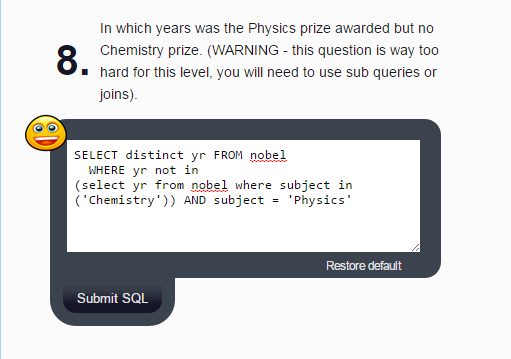 8.
In which years was the Physics prize awarded but no
Chemistry prize. (WARNING - this question is way too
hard for this level, you will need to use sub queries or
joins).
SELECT distinct yr FROM nobel
WHERE yr not in
(select yr from nobel where subject in
('Chemistry')) AND subject = 'Physics'
Restore default
Submit SQL